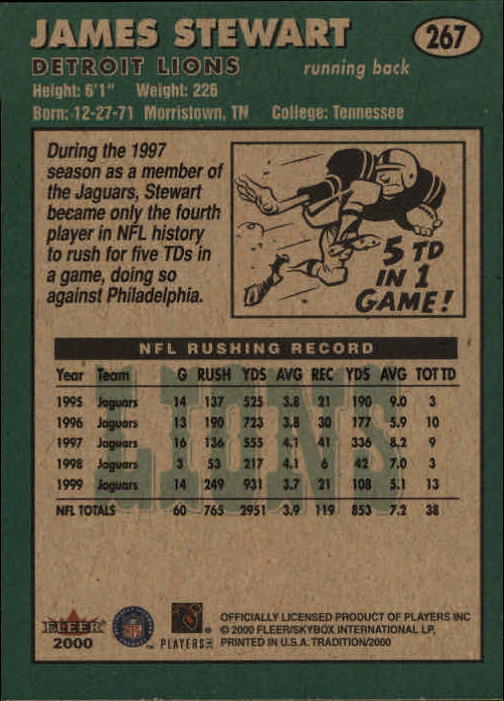 JAMES STEWART 267
DETROIT LIONS running back
Height: 6'1" Weight: 226
Born: 12-27-71 Morristown, TN College: Tennessee
During the 1997
season as a member of
the Jaguars, Stewart
became only the fourth
player in NFL history
to rush for five TDs in
a game, doing so
against Philadelphia.
5 TD
IN 1
GAME!
NFL RUSHING RECORD
Year Team G RUSH YDS AVG REC YDS AVG TOT TD
1995 Jaguars 14 137 525 3.8 21 190 9.0 3
1996 Jaguars 13 190 723 3.8 30 177 5.9 10
1997 Jaguars 16 136 555 4.1 41 336 8.2 9
1998 Jaguars 3 53 217 4.1 6 42 7.0 3
1999 Jaguars 14 249 931 3.7 21 108 5.1 13
NFL TOTALS 60 765 2951 3.9 119 853 7.2 38
LIONS
FLEER
2000
NFL
PLAYERS INC
OFFICIALLY LICENSED PRODUCT OF PLAYERS INC
© 2000 FLEER/SKYBOX INTERNATIONAL LP,
PRINTED IN U.S.A. TRADITION/2000